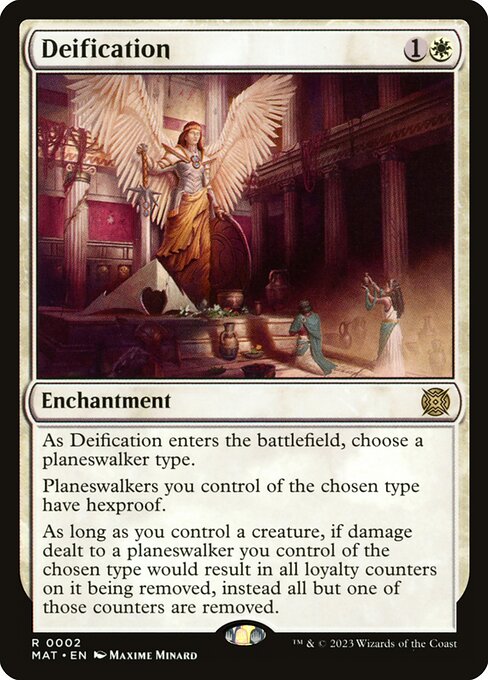 Deification 1
Enchantment
As Deification enters the battlefield, choose a
planeswalker type.
Planeswalkers you control of the chosen type
have hexproof.
As long as you control a creature, if damage
dealt to a planeswalker you control of the
chosen type would result in all loyalty counters
on it being removed, instead all but one of
those counters are removed.
R 0002
MAT • EN MAXIME MINARD
™ & © 2023 Wizards of the Coast